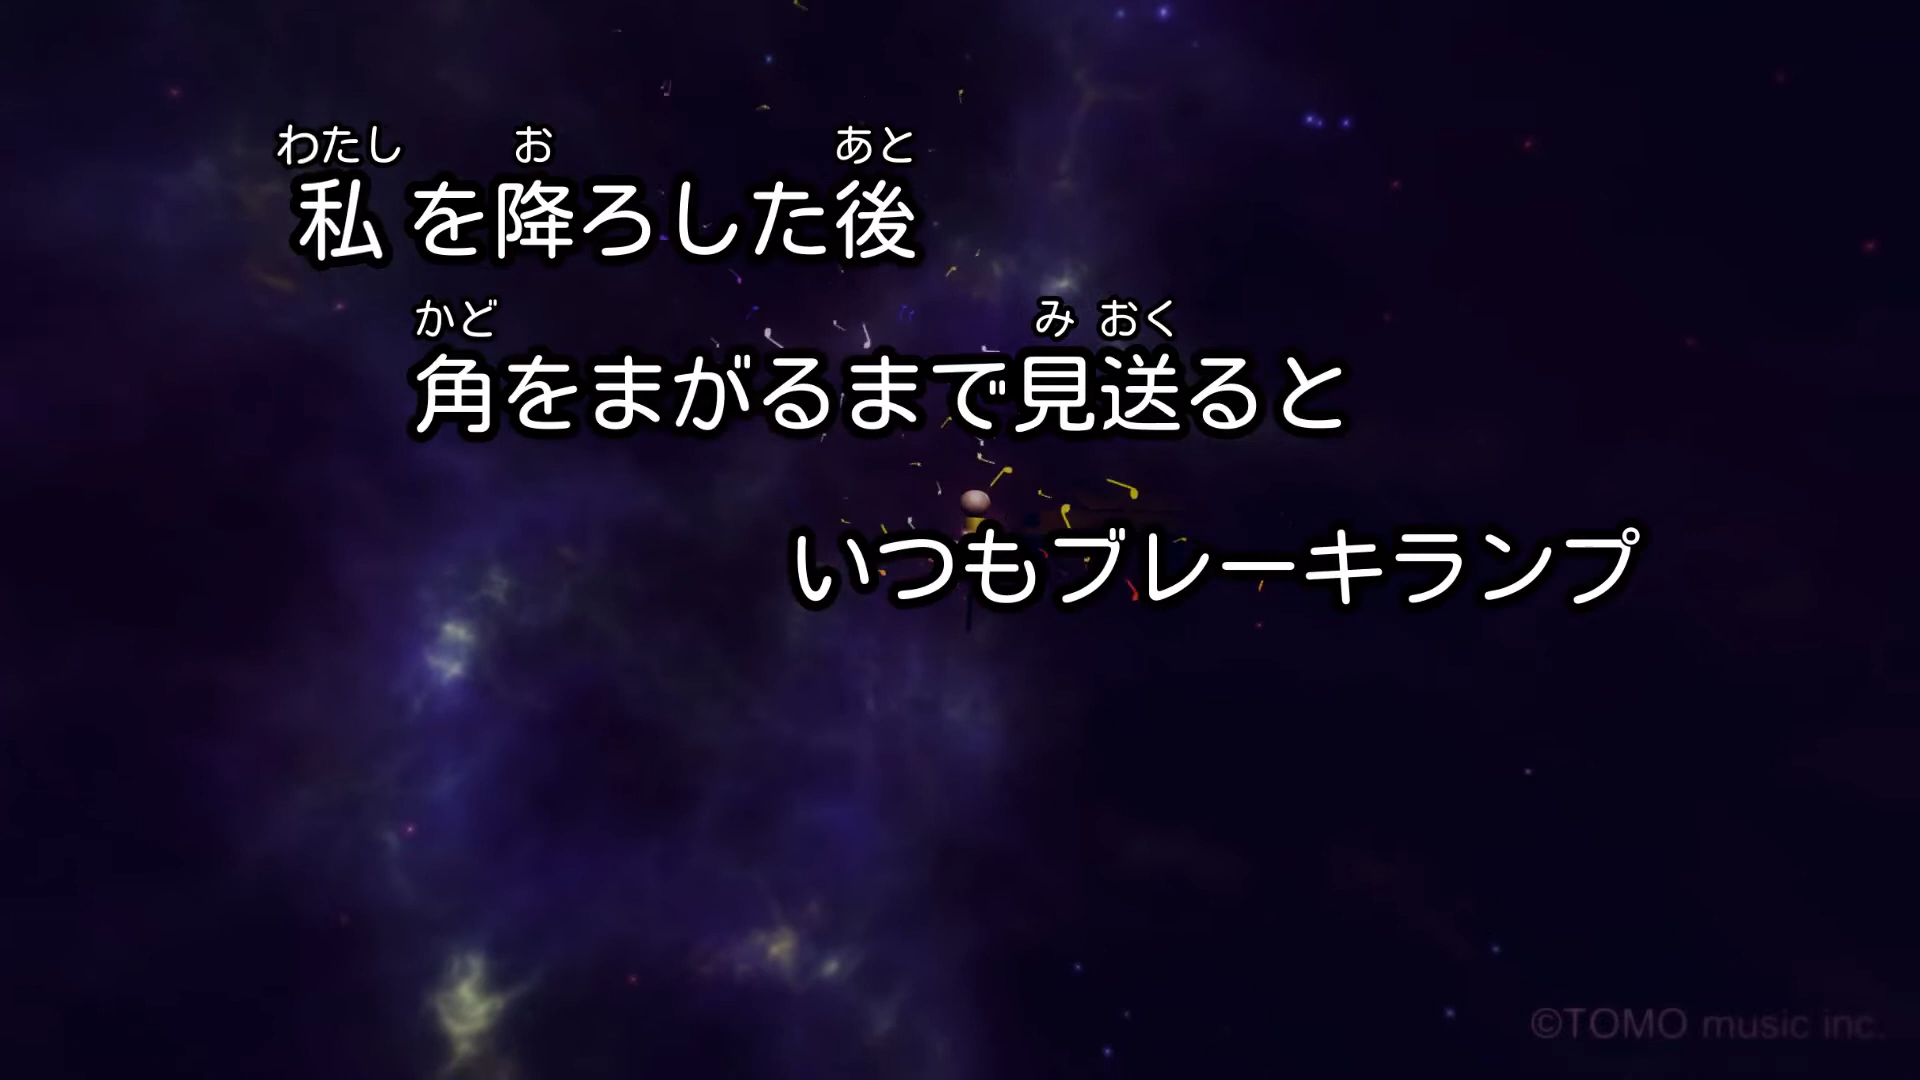 わたし お あと
私を降ろした後
かど み おく
角をまがるまで見送ると
いつもブレーキランプ
©TOMO music inc.